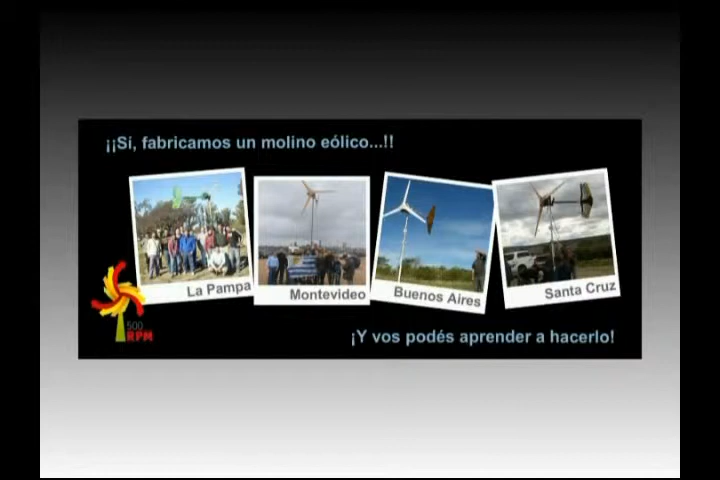 ¡¡Sí, fabricamos un molino eólico...!!
La Pampa
Montevideo
Buenos Aires
Santa Cruz
500
RPM
¡Y vos podés aprender a hacerlo!